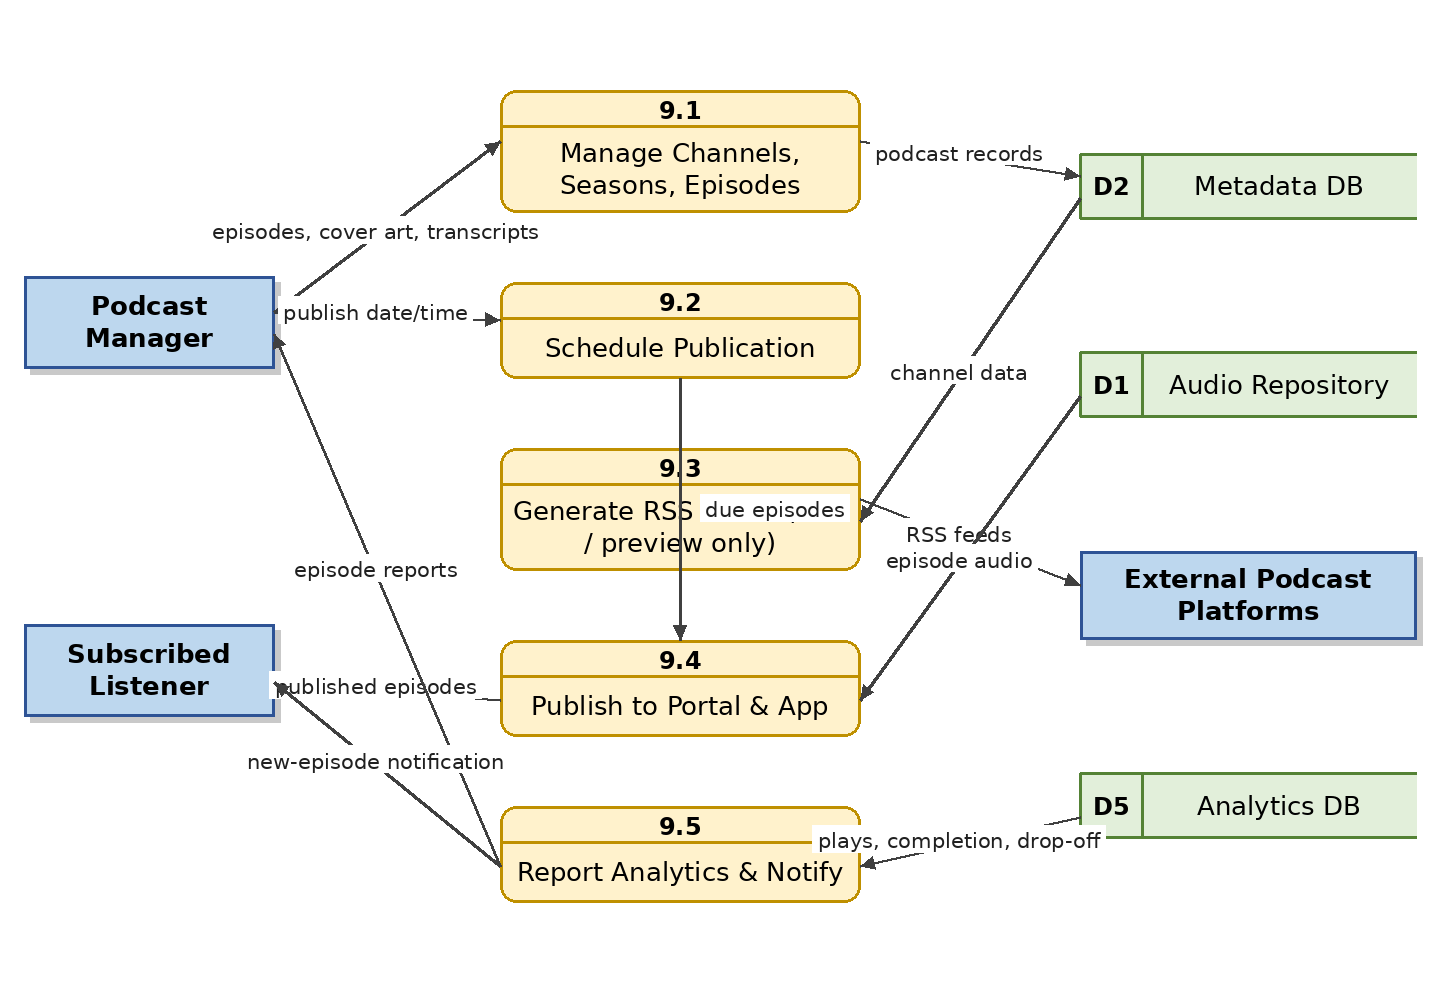 9.1
Manage Channels,
Seasons, Episodes
podcast records
D2
Metadata DB
episodes, cover art, transcripts
Podcast
Manager
publish date/time
9.2
Schedule Publication
channel data
D1
Audio Repository
9.3
Generate RSS
/ preview only)
due episodes
RSS feeds
episode audio
External Podcast
Platforms
episode reports
Subscribed
Listener
published episodes
9.4
Publish to Portal & App
new-episode notification
9.5
Report Analytics & Notify
plays, completion, drop-off
D5
Analytics DB